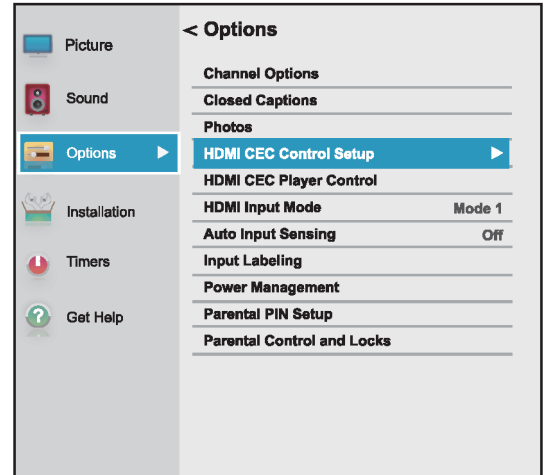 Picture
Sound
Options
Installation
Timers
Get Help
< Options
Channel Options
Closed Captions
Photos
HDMI CEC Control Setup
HDMI CEC Player Control
HDMI Input Mode Mode 1
Auto Input Sensing Off
Input Labeling
Power Management
Parental PIN Setup
Parental Control and Locks